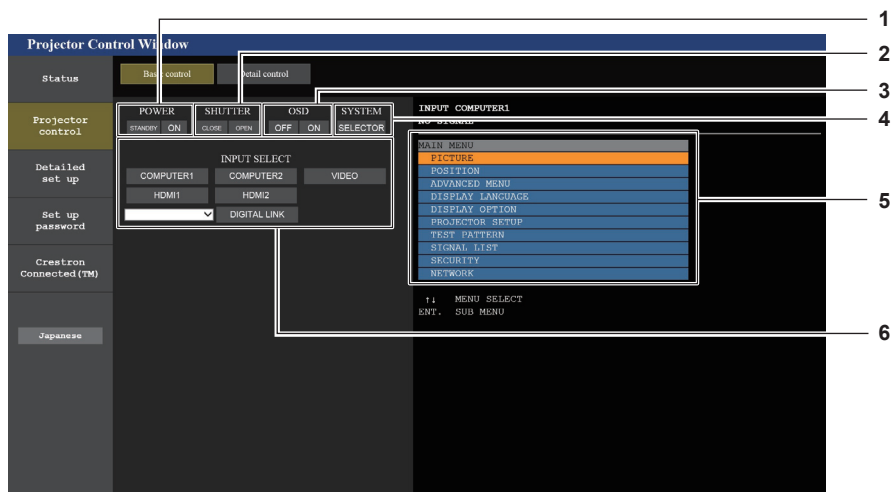 1
Projector Control Window
2
Status
Basic control
Detail control
3
POWER
SHUTTER
OSD
SYSTEM
INPUT COMPUTER1
STANDBY ON
CLOSE OPEN
OFF ON
SELECTOR
NO SIGNAL
4
Projector
control
MAIN MENU
INPUT SELECT
PICTURE
COMPUTER1
COMPUTER2
VIDEO
POSITION
ADVANCED MENU
Detailed
set up
HDMI1
HDMI2
DISPLAY LANGUAGE
5
DISPLAY OPTION
DIGITAL LINK
PROJECTOR SETUP
Set up
password
TEST PATTERN
SIGNAL LIST
SECURITY
NETWORK
Crestron
Connected(TM)
↑↓ MENU SELECT
ENT. SUB MENU
6
Japanese